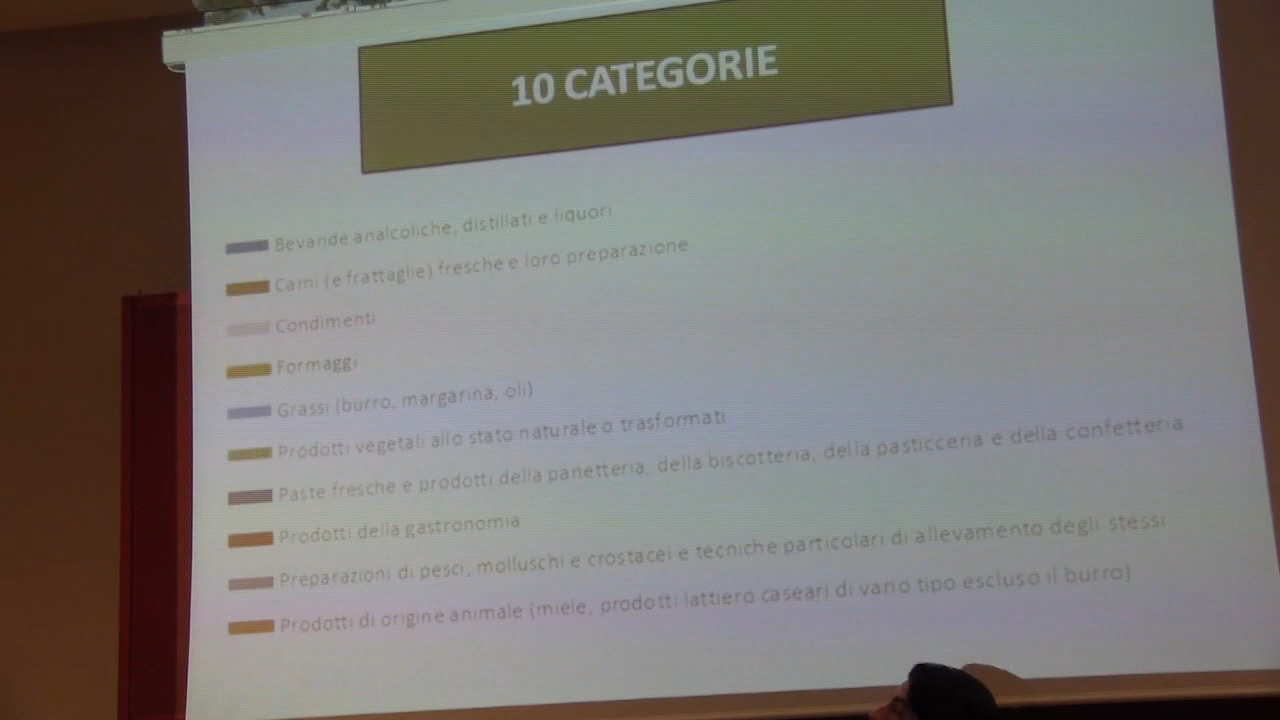 10 CATEGORIE
Bevande analcoliche, distillati e liquori
Carni (e frattaglie) fresche e loro preparazione
Condimenti
Formaggi
Grassi (burro, margarina, oli)
Prodotti vegetali allo stato naturale o trasformati
Paste fresche e prodotti della panetteria, della biscotteria, della pasticceria e della confetteria
Prodotti della gastronomia
Preparazioni di pesci, molluschi e crostacei e tecniche particolari di allevamento degli stessi
Prodotti di origine animale (miele, prodotti lattiero caseari di vario tipo escluso il burro)